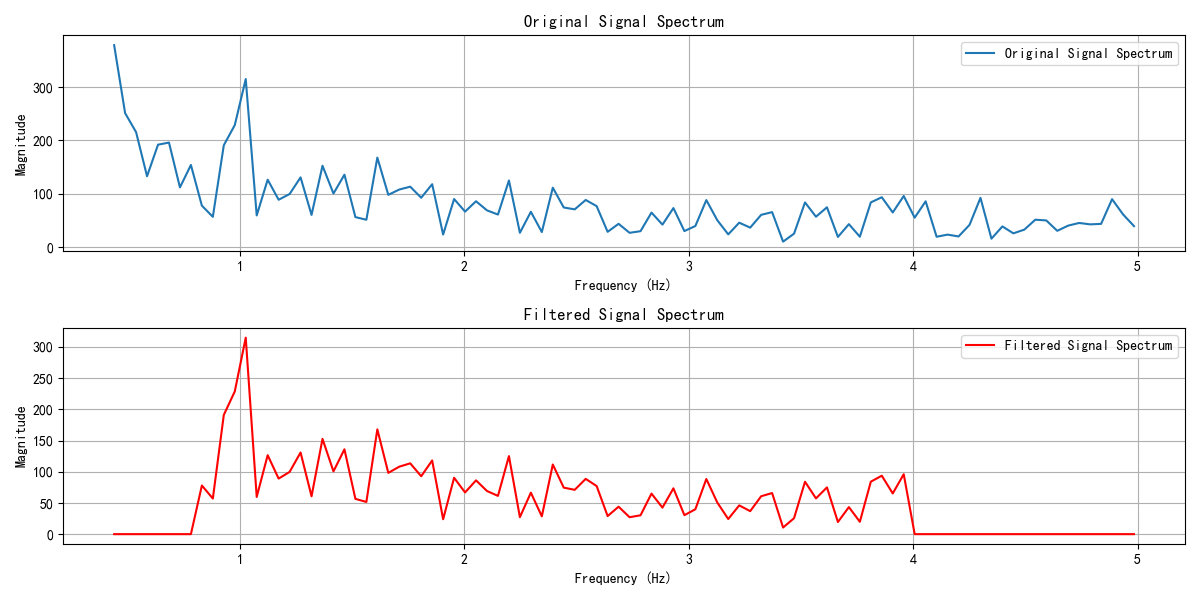 Original Signal Spectrum
Original Signal Spectrum
Magnitude
300
200
100
0
1 2 3 4 5
Frequency (Hz)
Filtered Signal Spectrum
Filtered Signal Spectrum
Magnitude
300
250
200
150
100
50
0
1 2 3 4 5
Frequency (Hz)